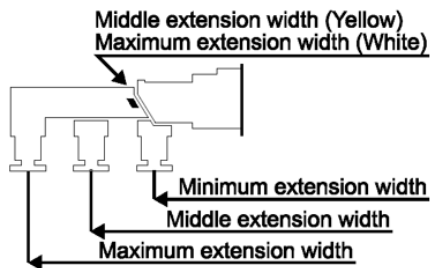 Middle extension width (Yellow)
Maximum extension width (White)
Minimum extension width
Middle extension width
Maximum extension width